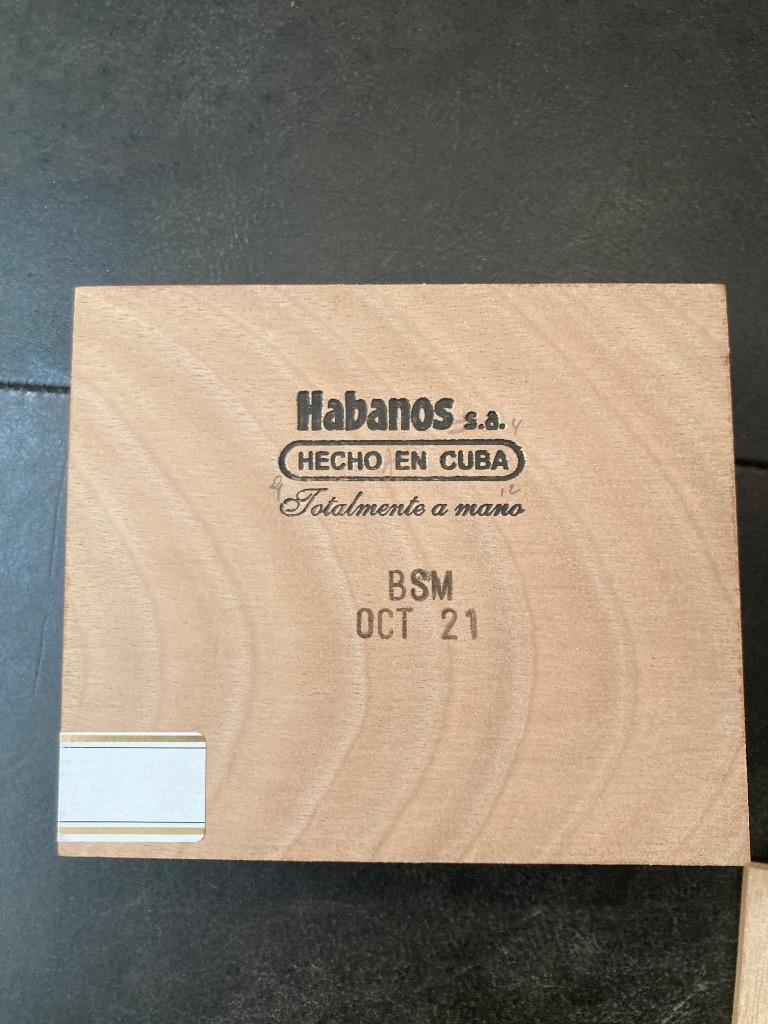 Habanos s.a.
HECHO EN CUBA
Totalmente a mano
BSM
OCT 21